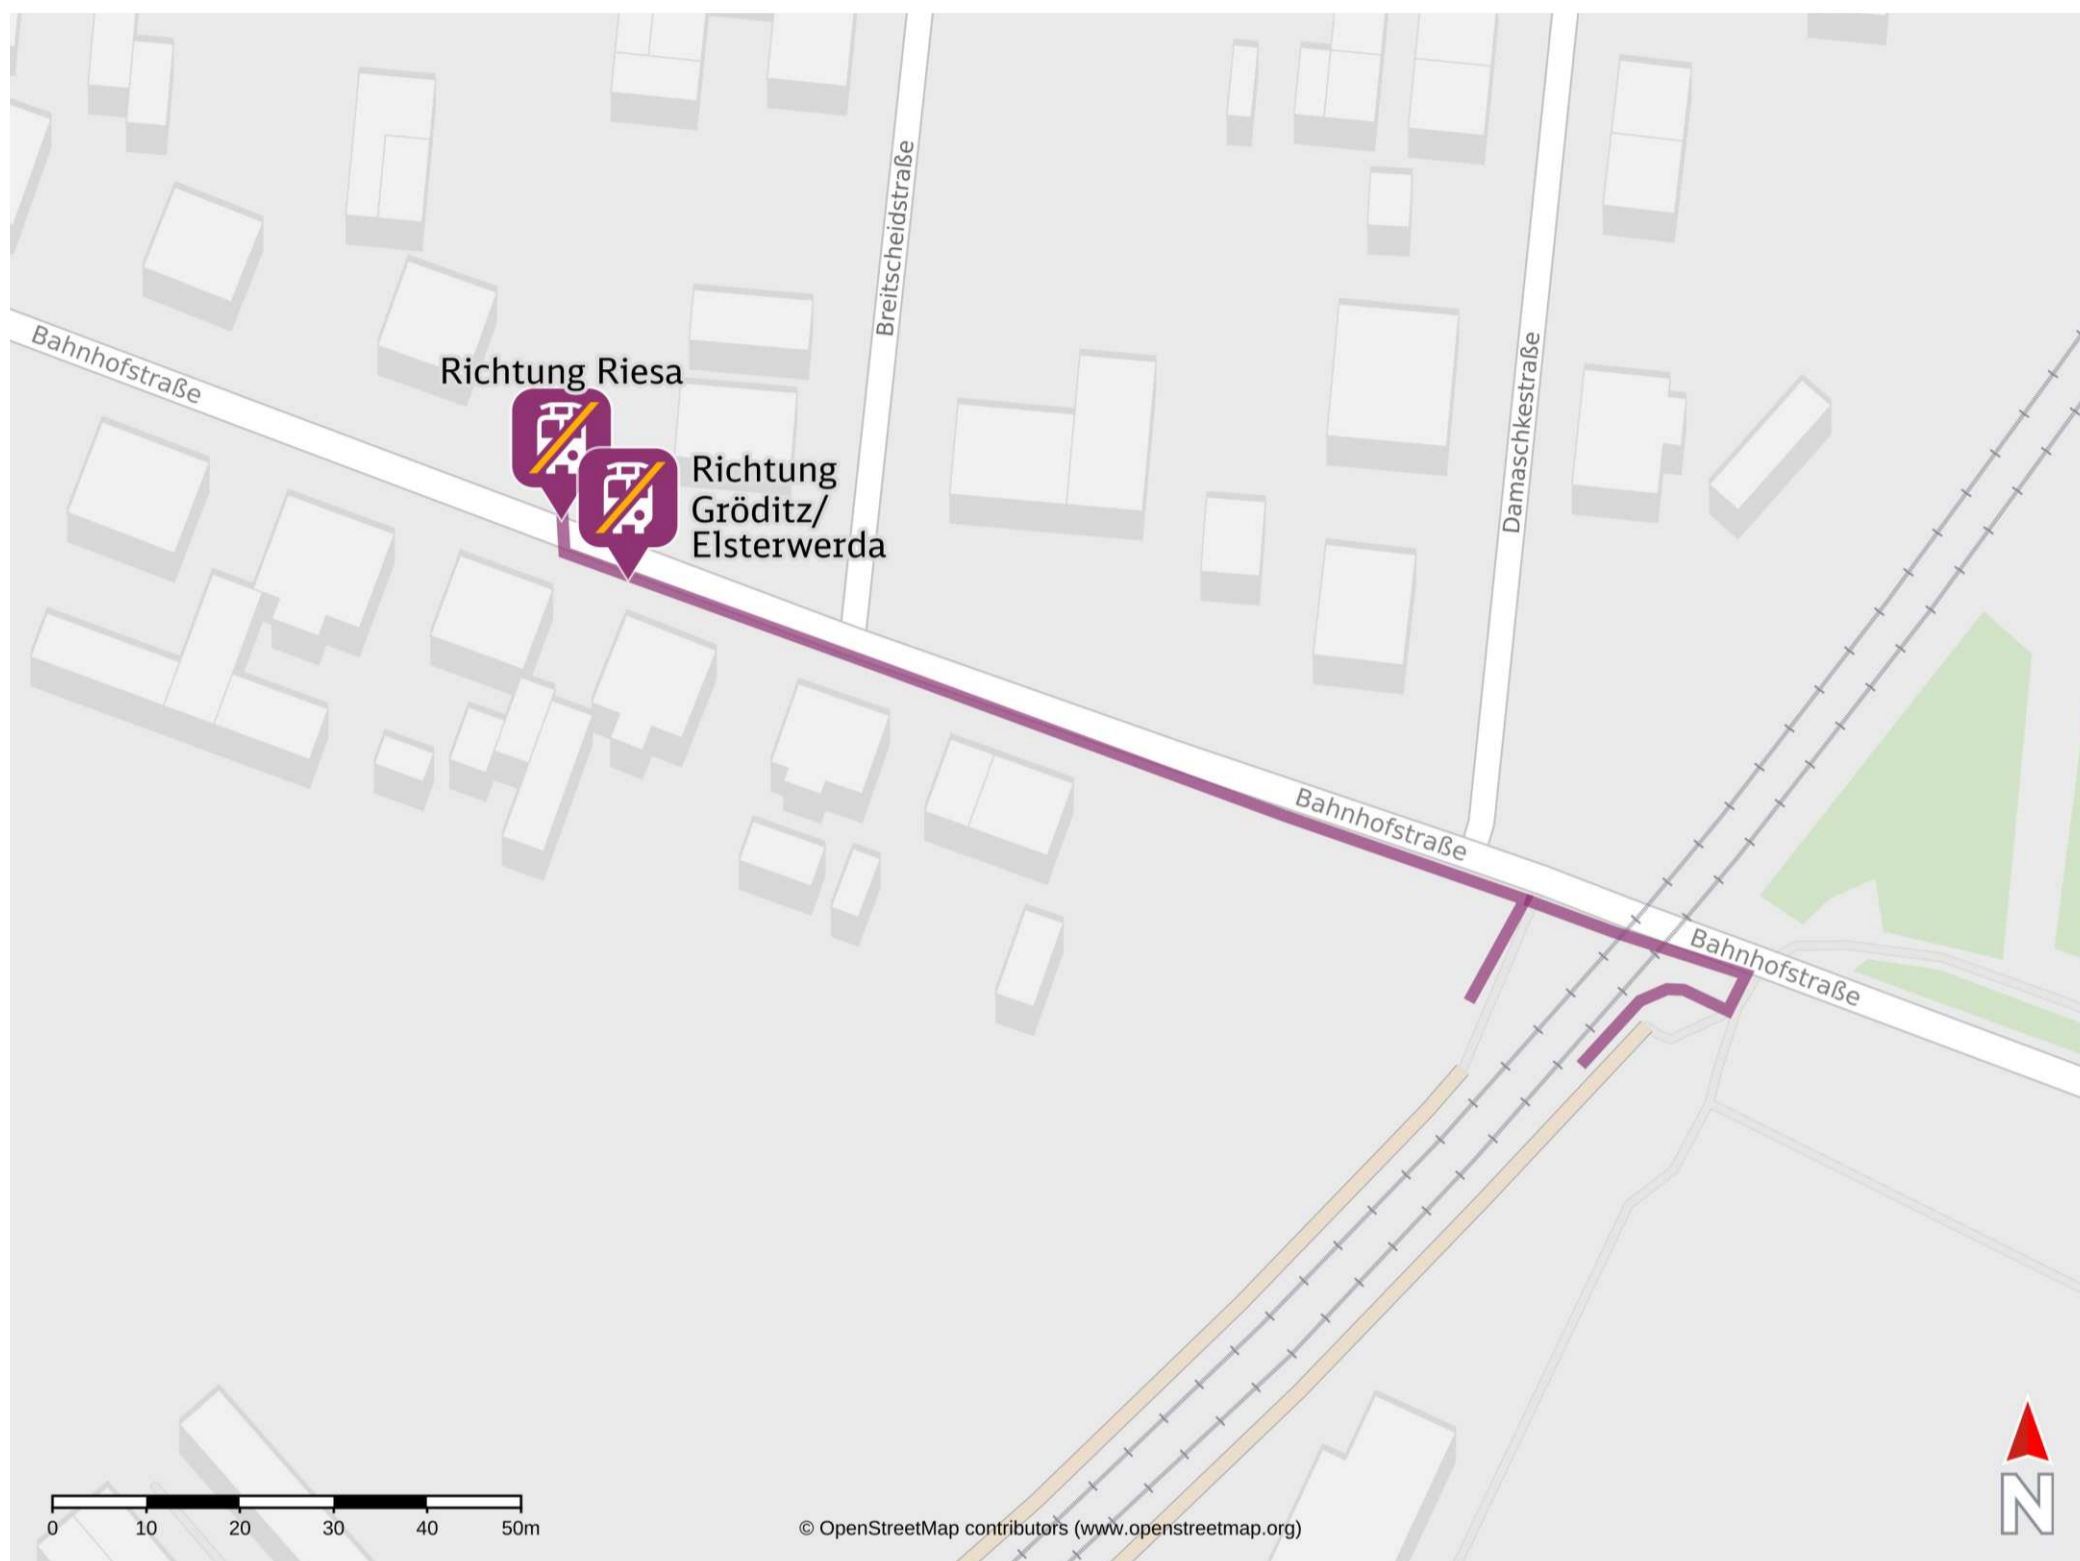 Breitscheidstraße
Bahnhofstraße
Richtung Riesa
Damaschkestraße
Richtung
Gröditz/
Elsterwerda
Bahnhofstraße
Bahnhofstraße
N
0 10 20 30 40 50m
© OpenStreetMap contributors (www.openstreetmap.org)